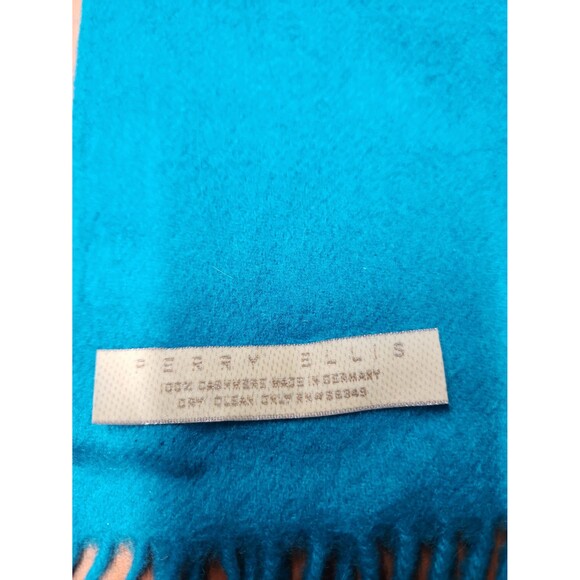 PERRY ELLIS
100% CASHMERE MADE IN GERMANY
DRY CLEAN ONLY